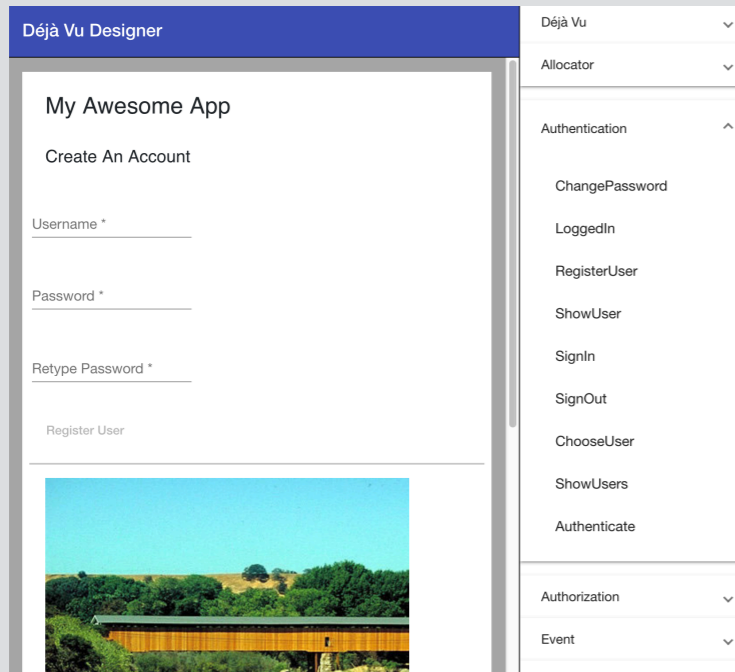 Déjà Vu Designer
My Awesome App
Create An Account
Username *
Password *
Retype Password *
Register User
Déjà Vu
Allocator
Authentication
ChangePassword
LoggedIn
RegisterUser
ShowUser
SignIn
SignOut
ChooseUser
ShowUsers
Authenticate
Authorization
Event